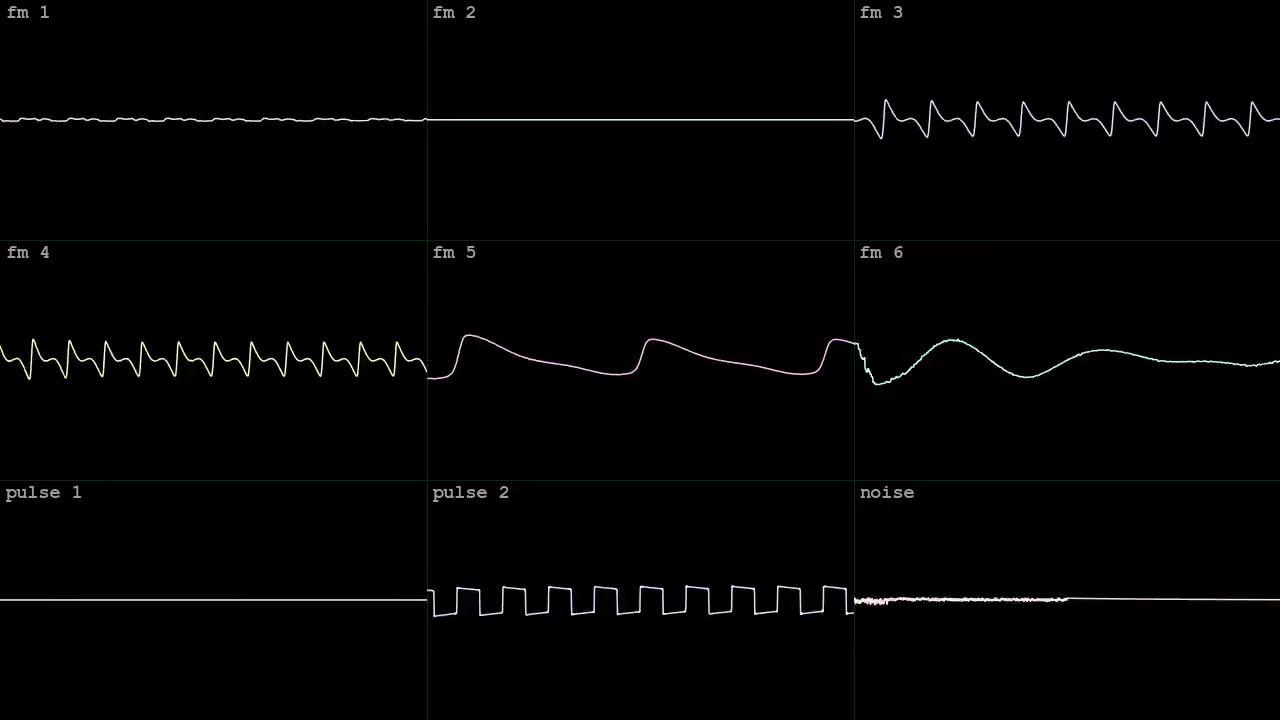 fm 1
fm 2
fm 3
fm 4
fm 5
fm 6
pulse 1
pulse 2
noise